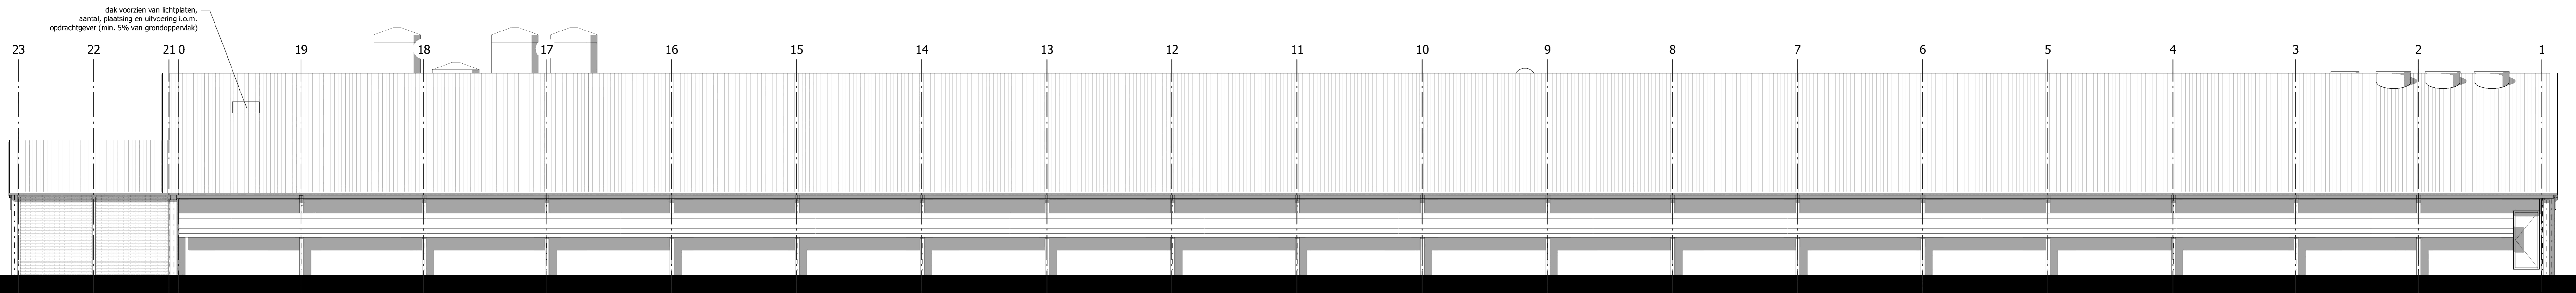 dak voorzien van lichtplaten,
aantal, plaatsing en uitvoering i.o.m.
opdrachtgever (min. 5% van grondoppervlak)
23 22 21 0 19 18 17 16 15 14 13 12 11 10 9 8 7 6 5 4 3 2 1